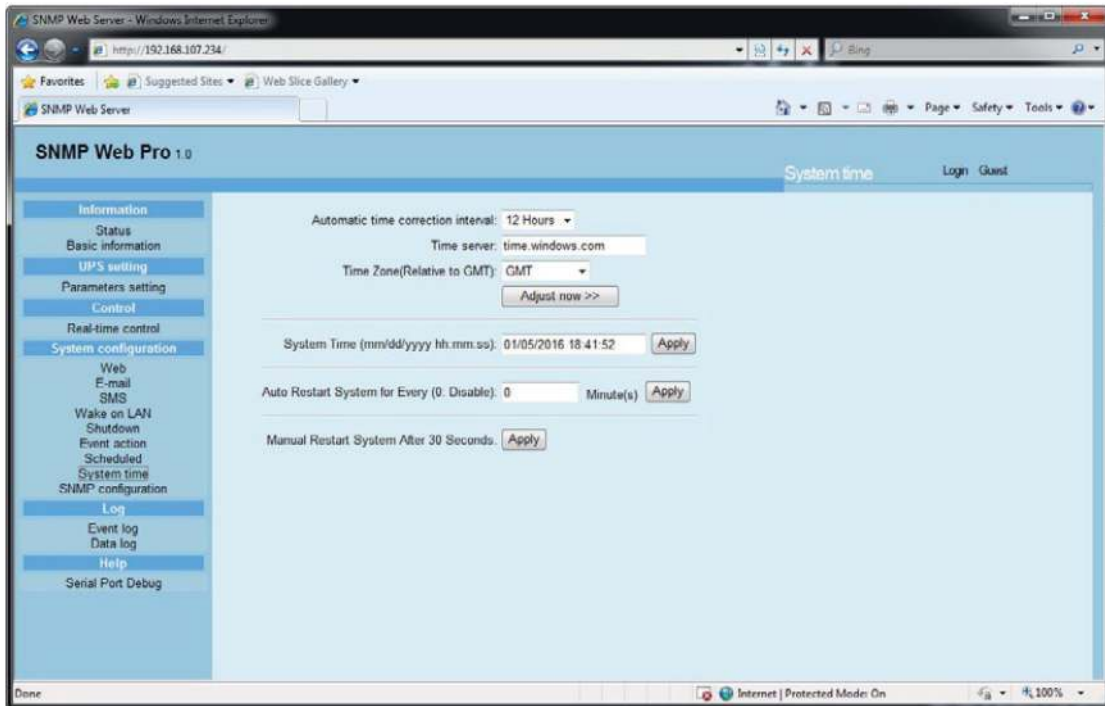 SNMP Web Server - Windows Internet Explorer
http://192.168.107.234/
Bing
Favorites Suggested Sites Web Slice Gallery
SNMP Web Server
Page Safety Tools
SNMP Web Pro 1.0
System time
Login Guest
Information
Status
Basic information
UPS setting
Parameters setting
Control
Real-time control
System configuration
Web
E-mail
SMS
Wake on LAN
Shutdown
Event action
Scheduled
System time
SNMP configuration
Log
Event log
Data log
Help
Serial Port Debug
Automatic time correction interval: 12 Hours
Time server: time.windows.com
Time Zone(Relative to GMT): GMT
Adjust now >>
System Time (mm/dd/yyyy hh:mm:ss): 01/05/2016 18:41:52 Apply
Auto Restart System for Every (0: Disable): 0 Minute(s) Apply
Manual Restart System After 30 Seconds. Apply
Done
Internet | Protected Mode: On
100%